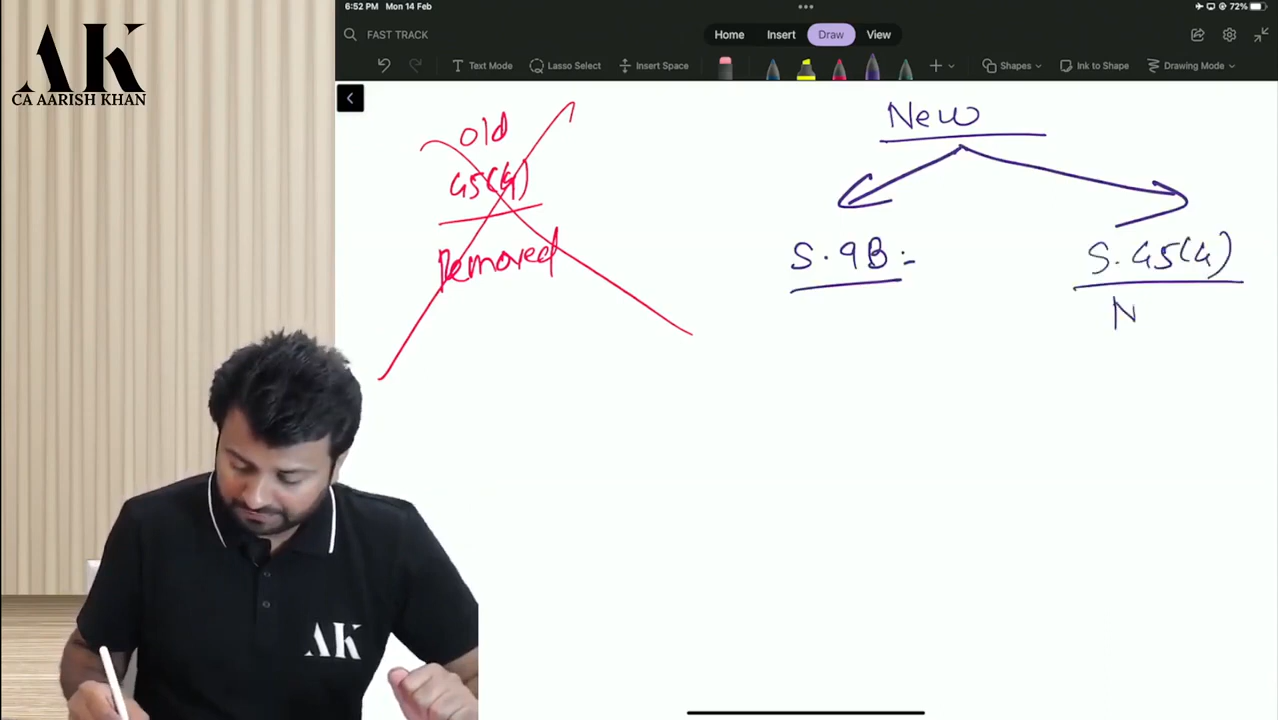 6:52 PM Mon 14 Feb
72%
FAST TRACK
Home Insert Draw View
Text Mode Lasso Select Insert Space Shapes Ink to Shape Drawing Mode
AK
CA AARISH KHAN
Old
45(4)
Removed
New
S.9B:-
S.45(4)
N
AK